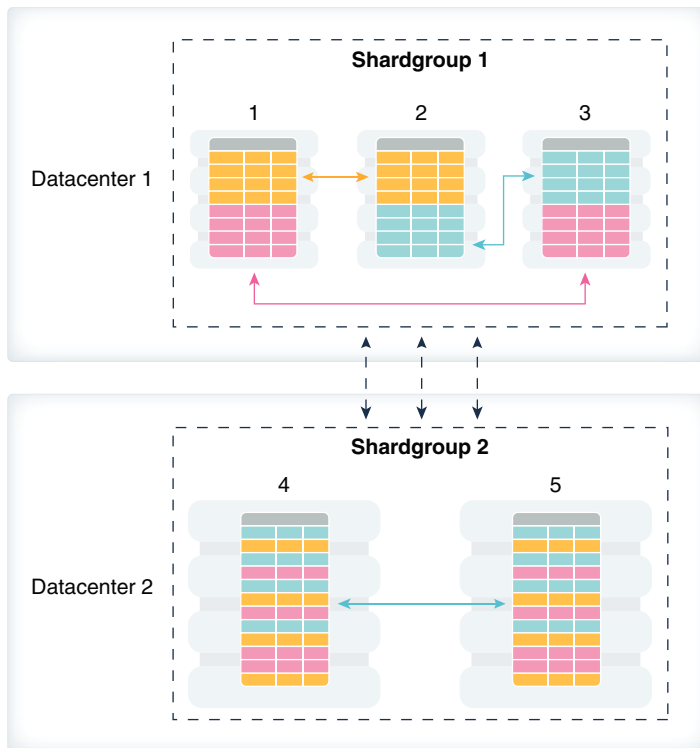 Shardgroup 1
1 2 3
Datacenter 1
Shardgroup 2
4 5
Datacenter 2